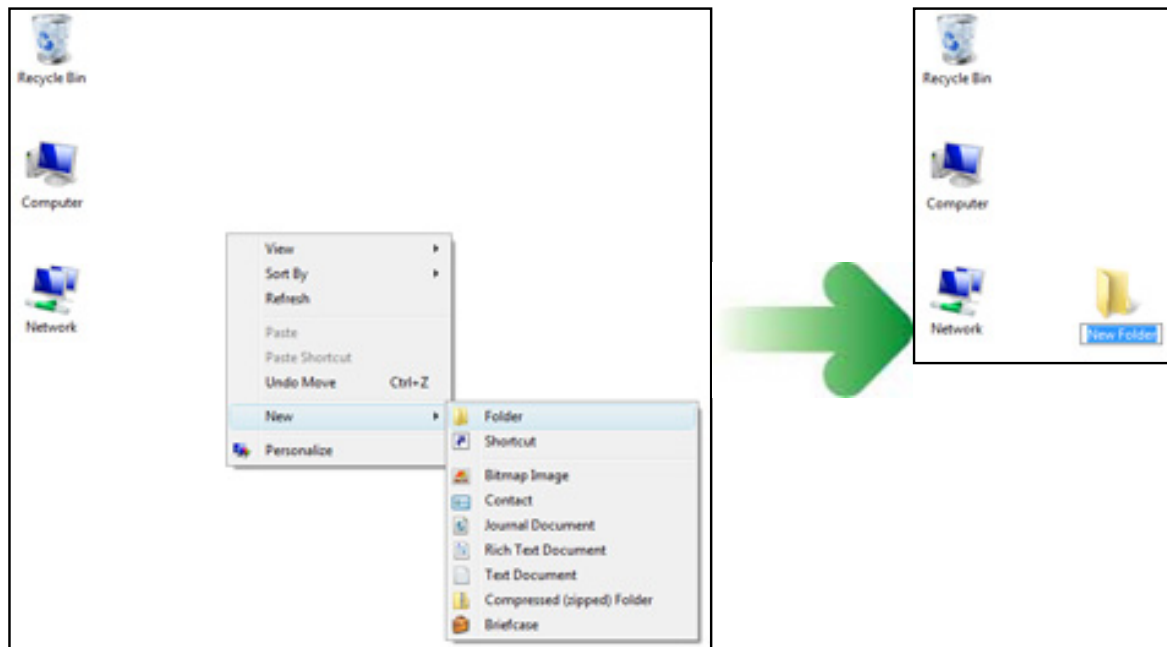 Recycle Bin
Computer
Network
View
Sort By
Refresh
Paste
Paste Shortcut
Undo Move Ctrl+Z
New
Personalize
Folder
Shortcut
Bitmap Image
Contact
Journal Document
Rich Text Document
Text Document
Compressed (zipped) Folder
Briefcase
Recycle Bin
Computer
Network
New Folder